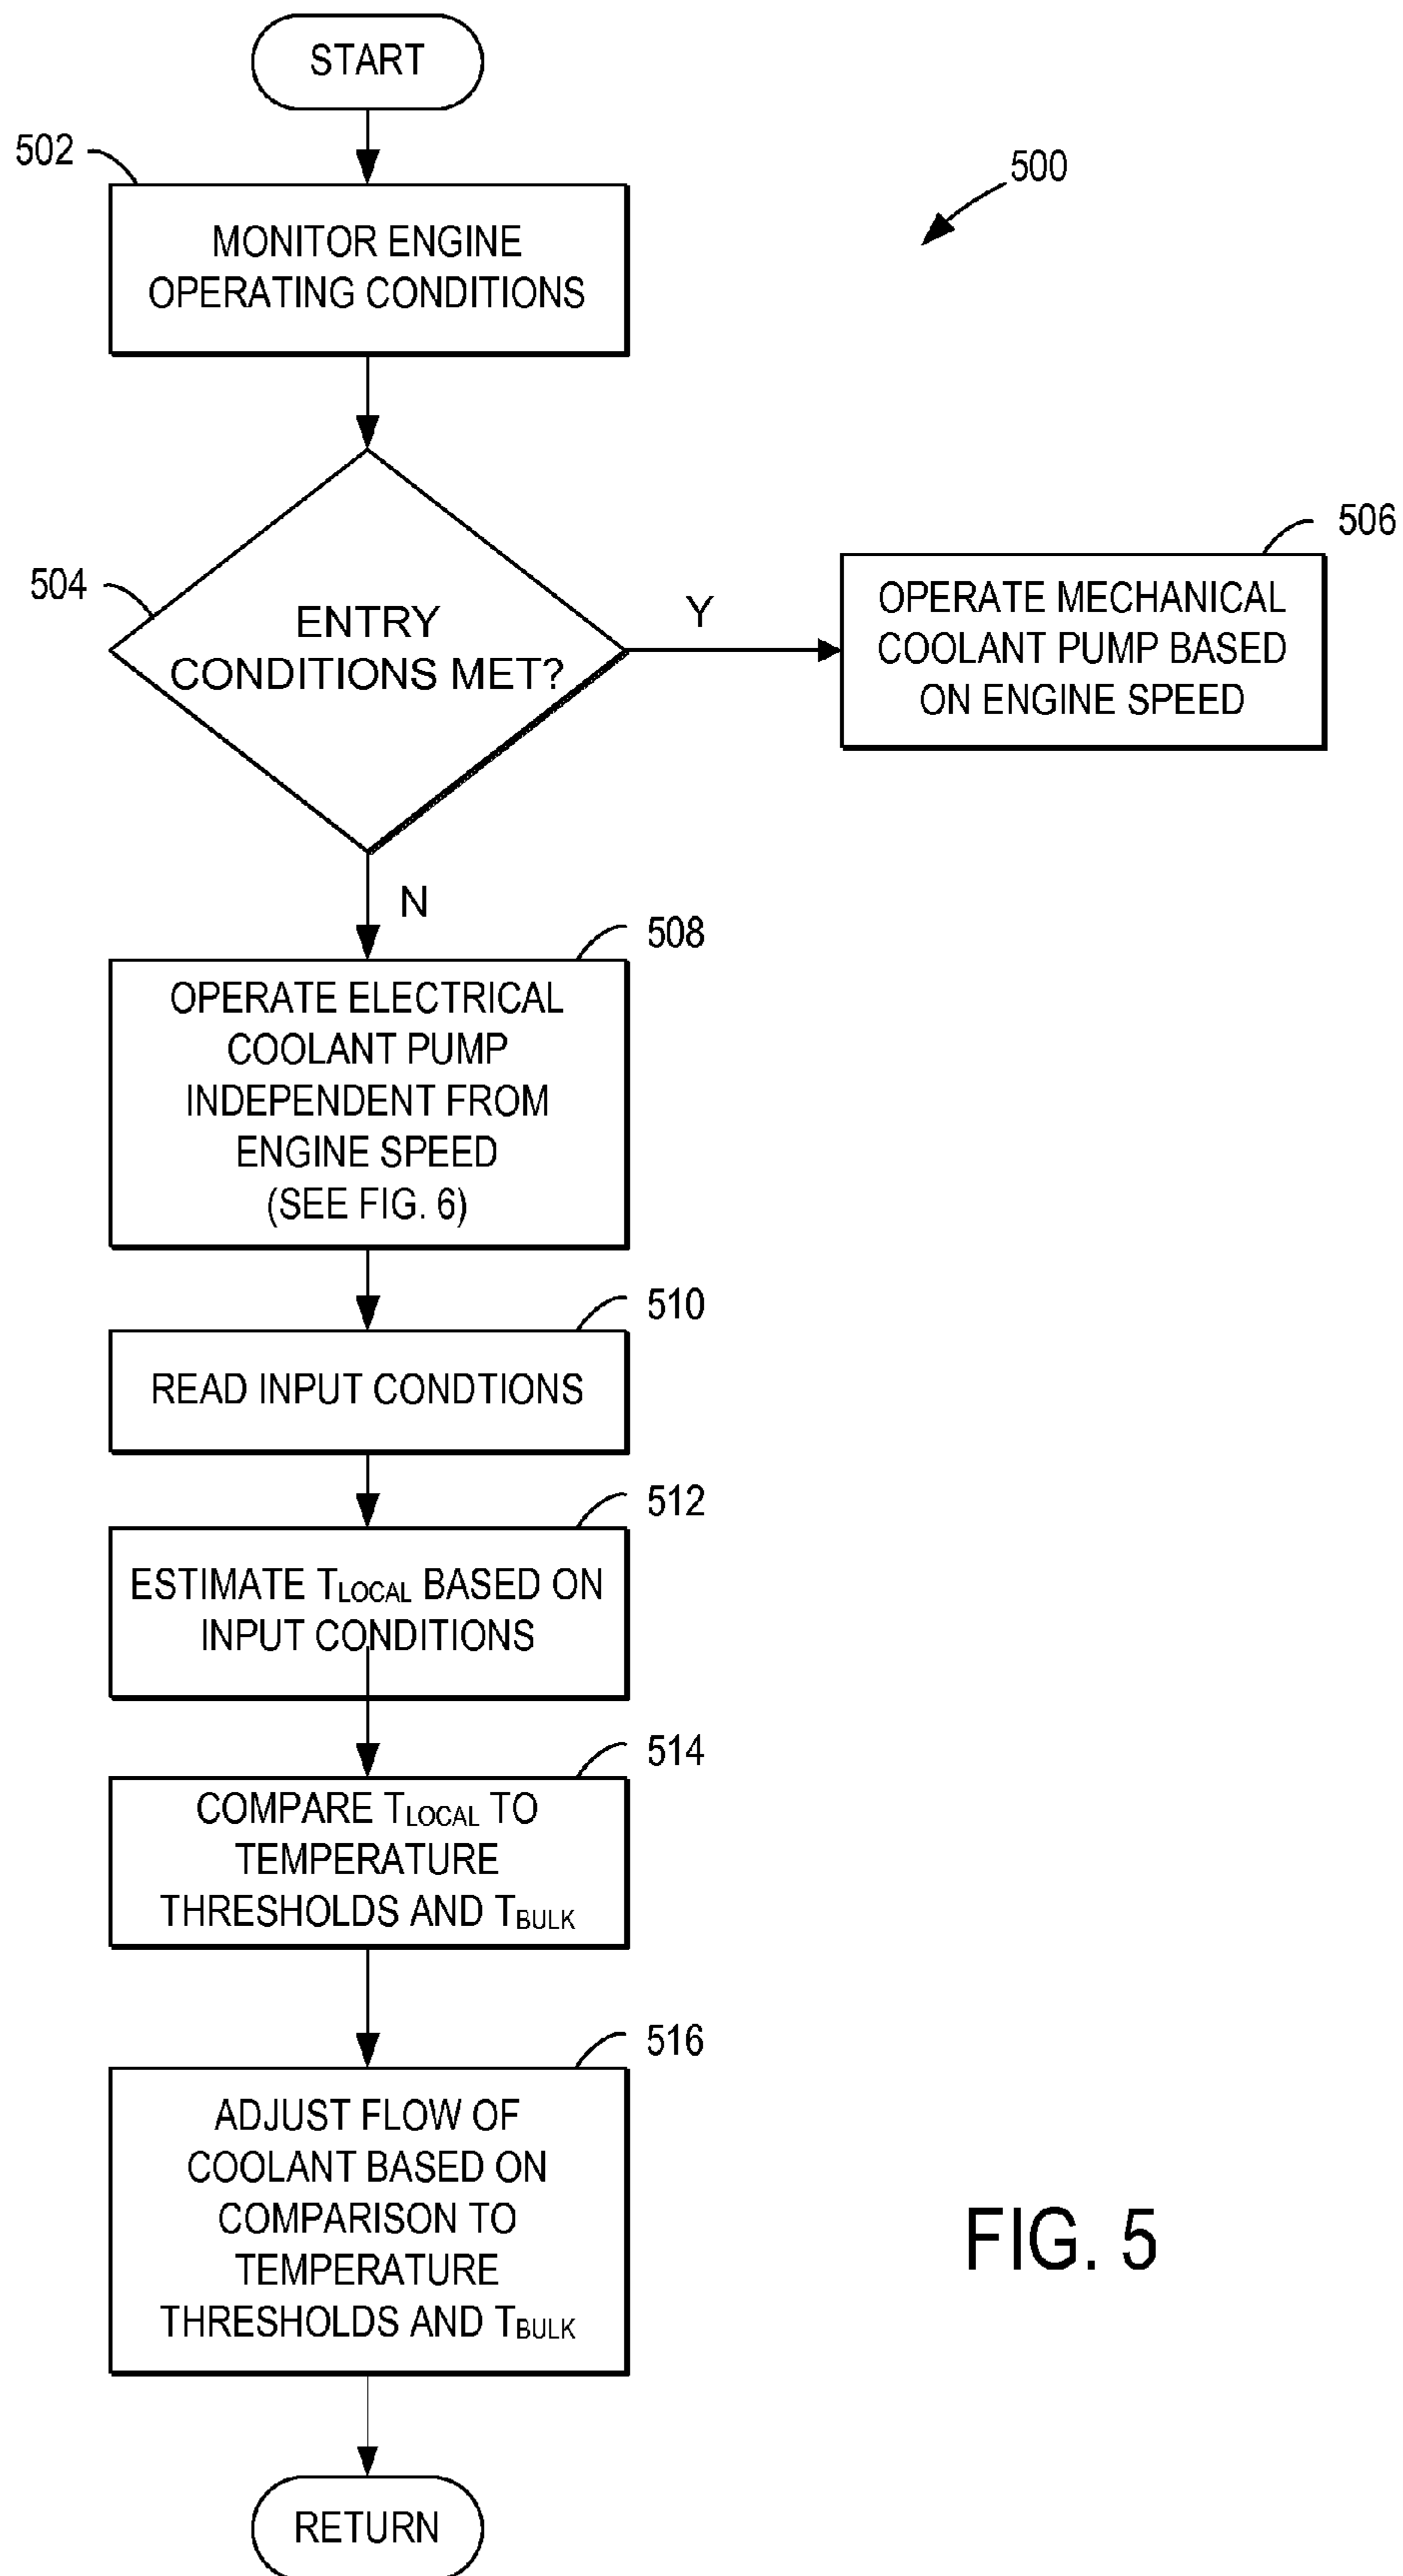 START
502
500
MONITOR ENGINE
OPERATING CONDITIONS
504
ENTRY
CONDITIONS MET?
Y
506
OPERATE MECHANICAL
COOLANT PUMP BASED
ON ENGINE SPEED
N
508
OPERATE ELECTRICAL
COOLANT PUMP
INDEPENDENT FROM
ENGINE SPEED
(SEE FIG. 6)
510
READ INPUT CONDTIONS
512
ESTIMATE TLOCAL BASED ON
INPUT CONDITIONS
514
COMPARE TLOCAL TO
TEMPERATURE
THRESHOLDS AND TBULK
516
ADJUST FLOW OF
COOLANT BASED ON
COMPARISON TO
TEMPERATURE
THRESHOLDS AND TBULK
FIG. 5
RETURN